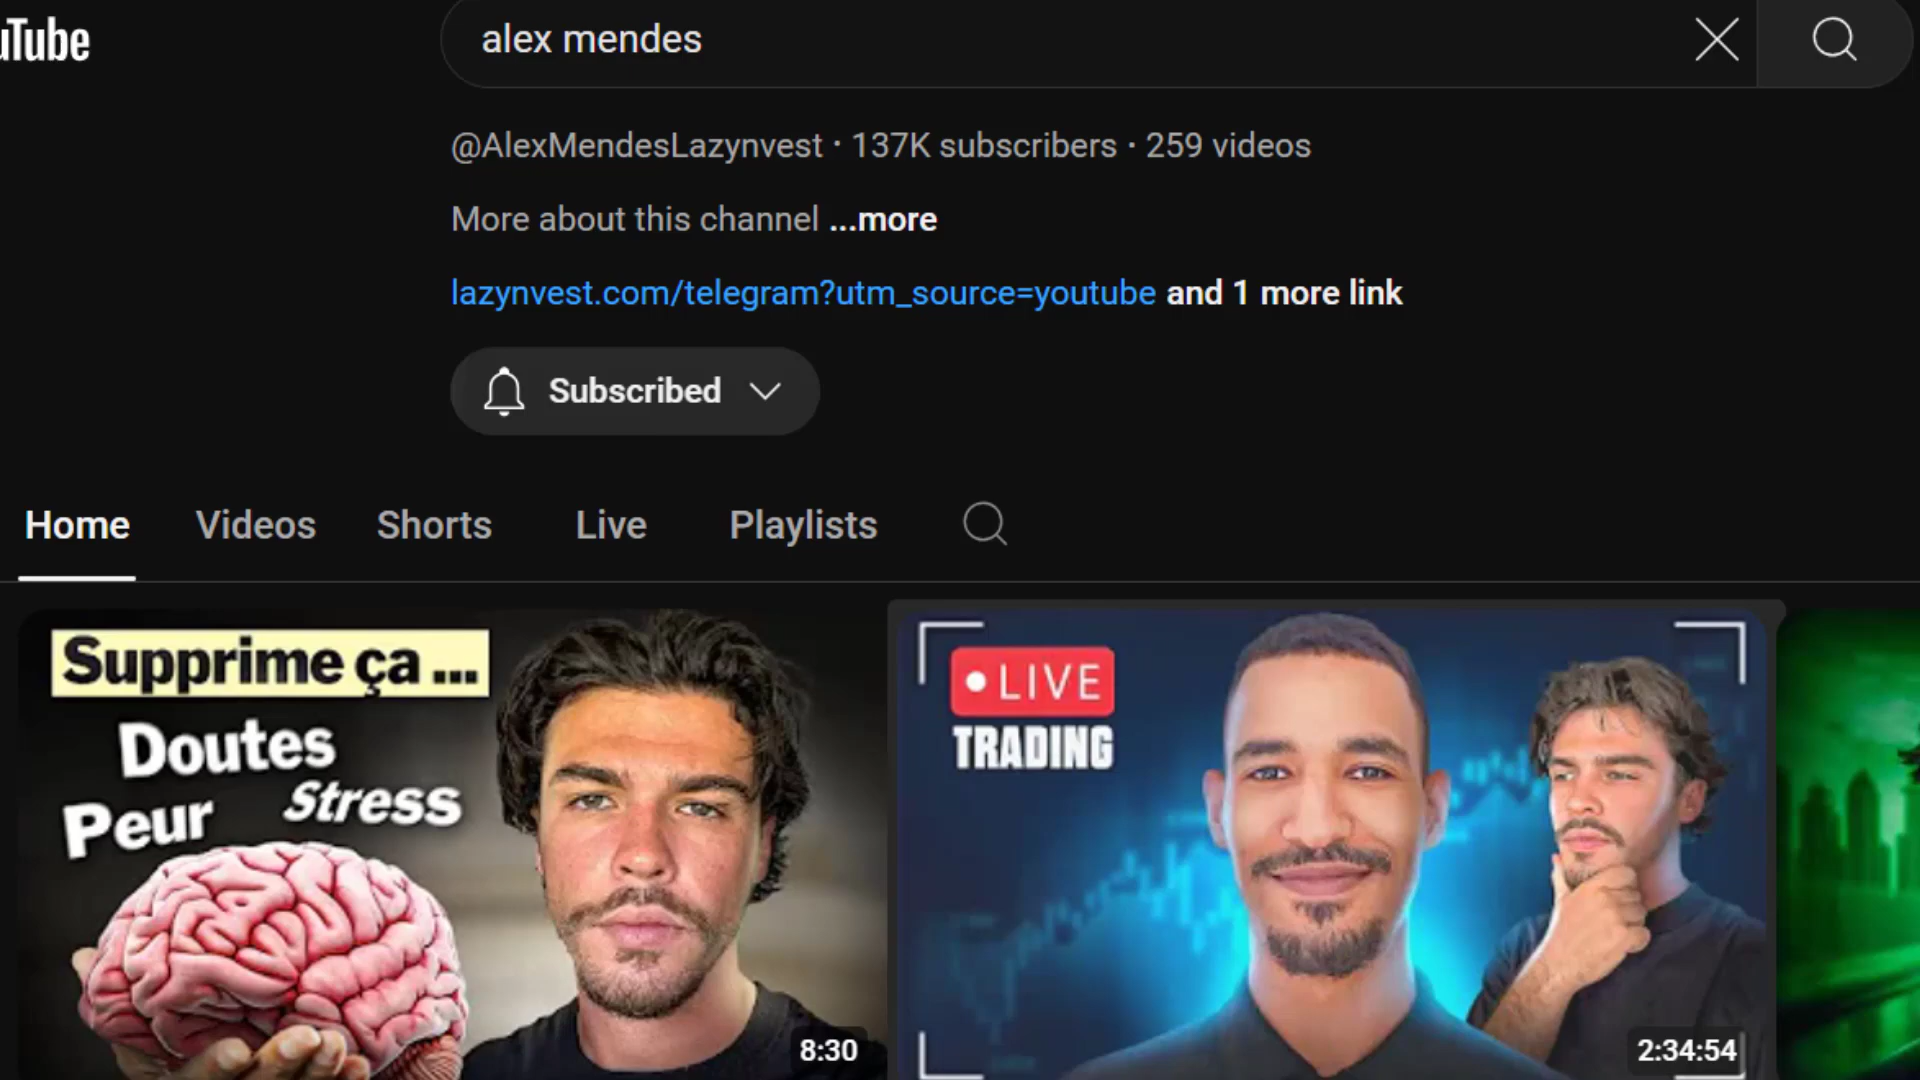 uTube
alex mendes
@AlexMendesLazynvest · 137K subscribers · 259 videos
More about this channel ...more
lazynvest.com/telegram?utm_source=youtube and 1 more link
Subscribed
Home Videos Shorts Live Playlists
Supprime ça ...
Doutes
Peur Stress
8:30
LIVE
TRADING
2:34:54